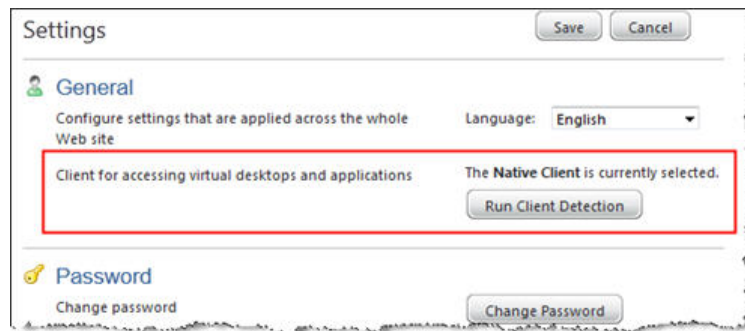 Settings
Save
Cancel
General
Configure settings that are applied across the whole
Web site
Language:
English
Client for accessing virtual desktops and applications
The Native Client is currently selected.
Run Client Detection
Password
Change password
Change Password